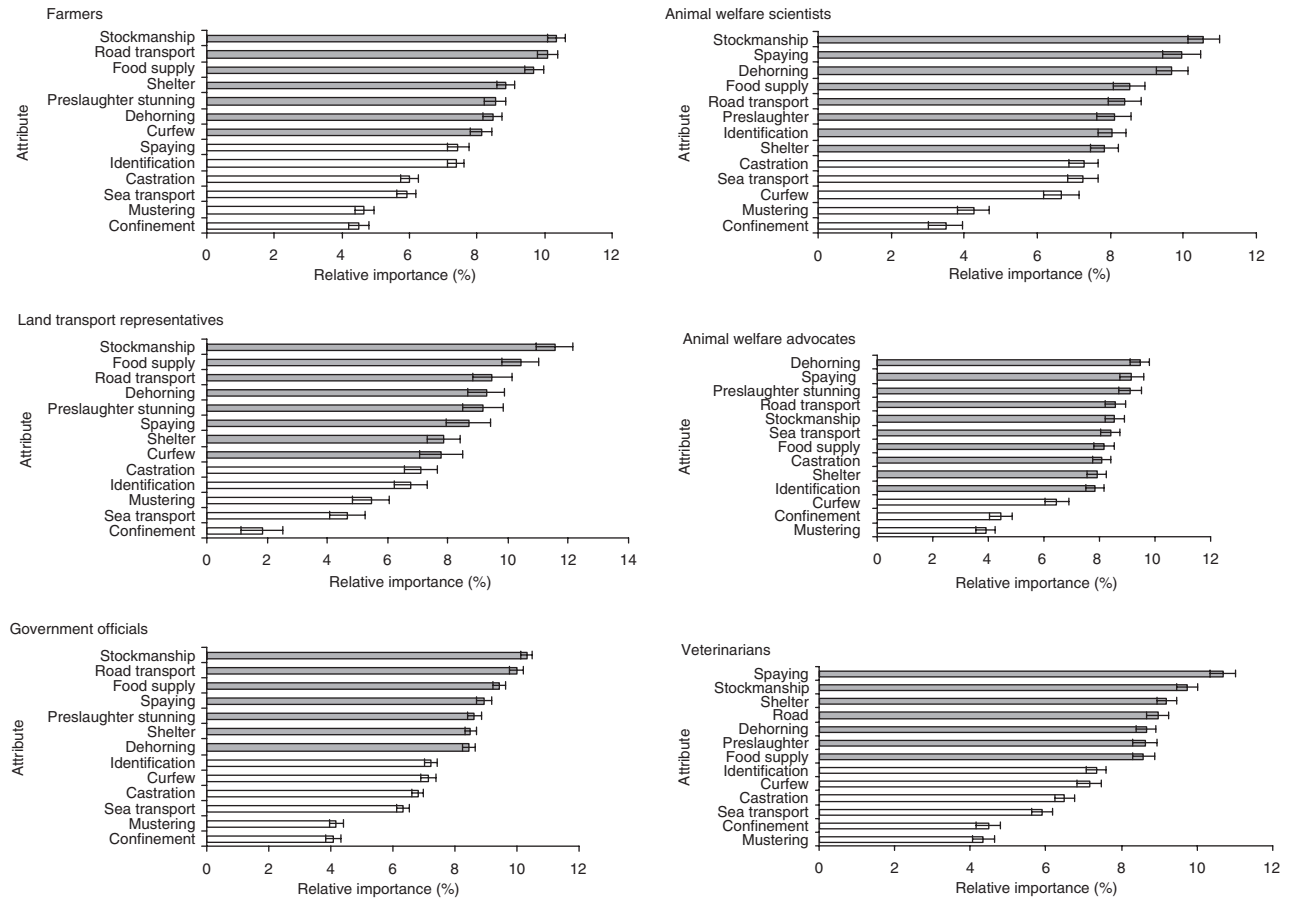 Farmers
Attribute
Stockmanship
Road transport
Food supply
Shelter
Preslaughter stunning
Dehorning
Curfew
Spaying
Identification
Castration
Sea transport
Mustering
Confinement
0 2 4 6 8 10 12
Relative importance (%)
Animal welfare scientists
Attribute
Stockmanship
Spaying
Dehorning
Food supply
Road transport
Preslaughter
Identification
Shelter
Castration
Sea transport
Curfew
Mustering
Confinement
0 2 4 6 8 10 12
Relative importance (%)
Land transport representatives
Attribute
Stockmanship
Food supply
Road transport
Dehorning
Preslaughter stunning
Spaying
Shelter
Curfew
Castration
Identification
Mustering
Sea transport
Confinement
0 2 4 6 8 10 12 14
Relative importance (%)
Animal welfare advocates
Attribute
Dehorning
Spaying
Preslaughter stunning
Road transport
Stockmanship
Sea transport
Food supply
Castration
Shelter
Identification
Curfew
Confinement
Mustering
0 2 4 6 8 10 12
Relative importance (%)
Government officials
Attribute
Stockmanship
Road transport
Food supply
Spaying
Preslaughter stunning
Shelter
Dehorning
Identification
Curfew
Castration
Sea transport
Mustering
Confinement
0 2 4 6 8 10 12
Relative importance (%)
Veterinarians
Attribute
Spaying
Stockmanship
Shelter
Road
Dehorning
Preslaughter
Food supply
Identification
Curfew
Castration
Sea transport
Confinement
Mustering
0 2 4 6 8 10 12
Relative importance (%)